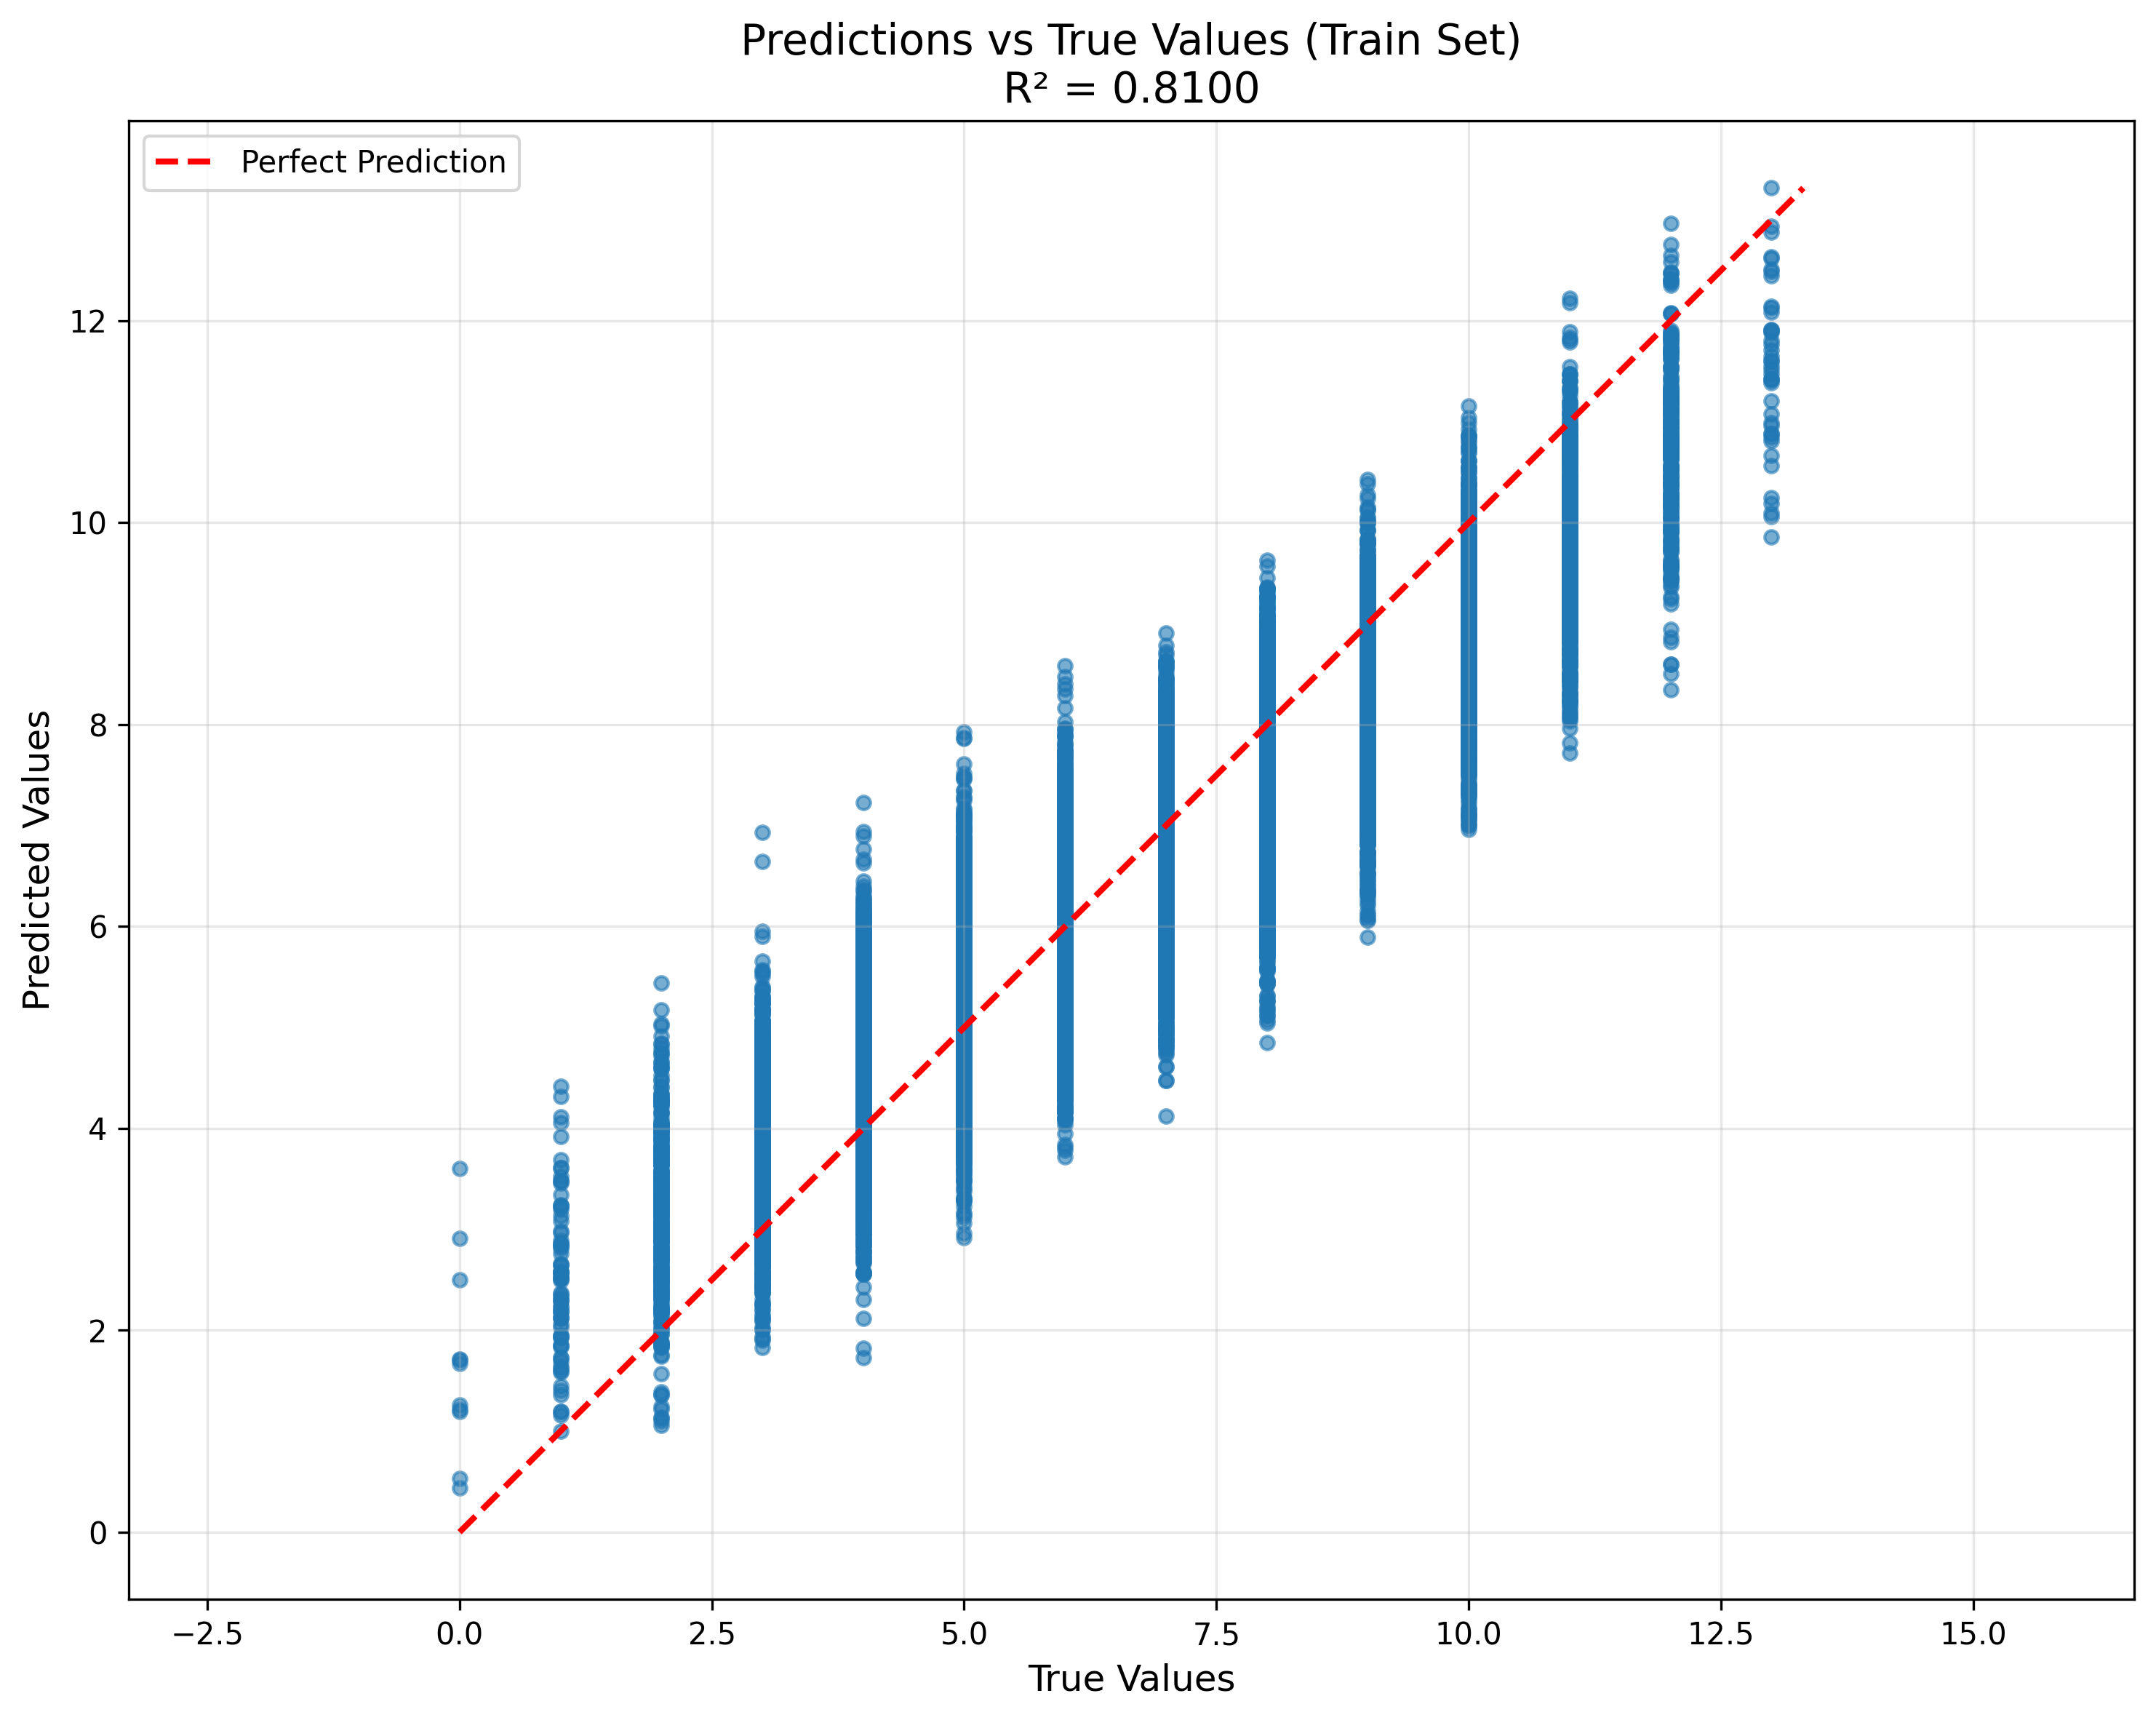 Predictions vs True Values (Train Set)
R² = 0.8100
Perfect Prediction
12
10
8
6
4
2
0
Predicted Values
−2.5 0.0 2.5 5.0 7.5 10.0 12.5 15.0
True Values